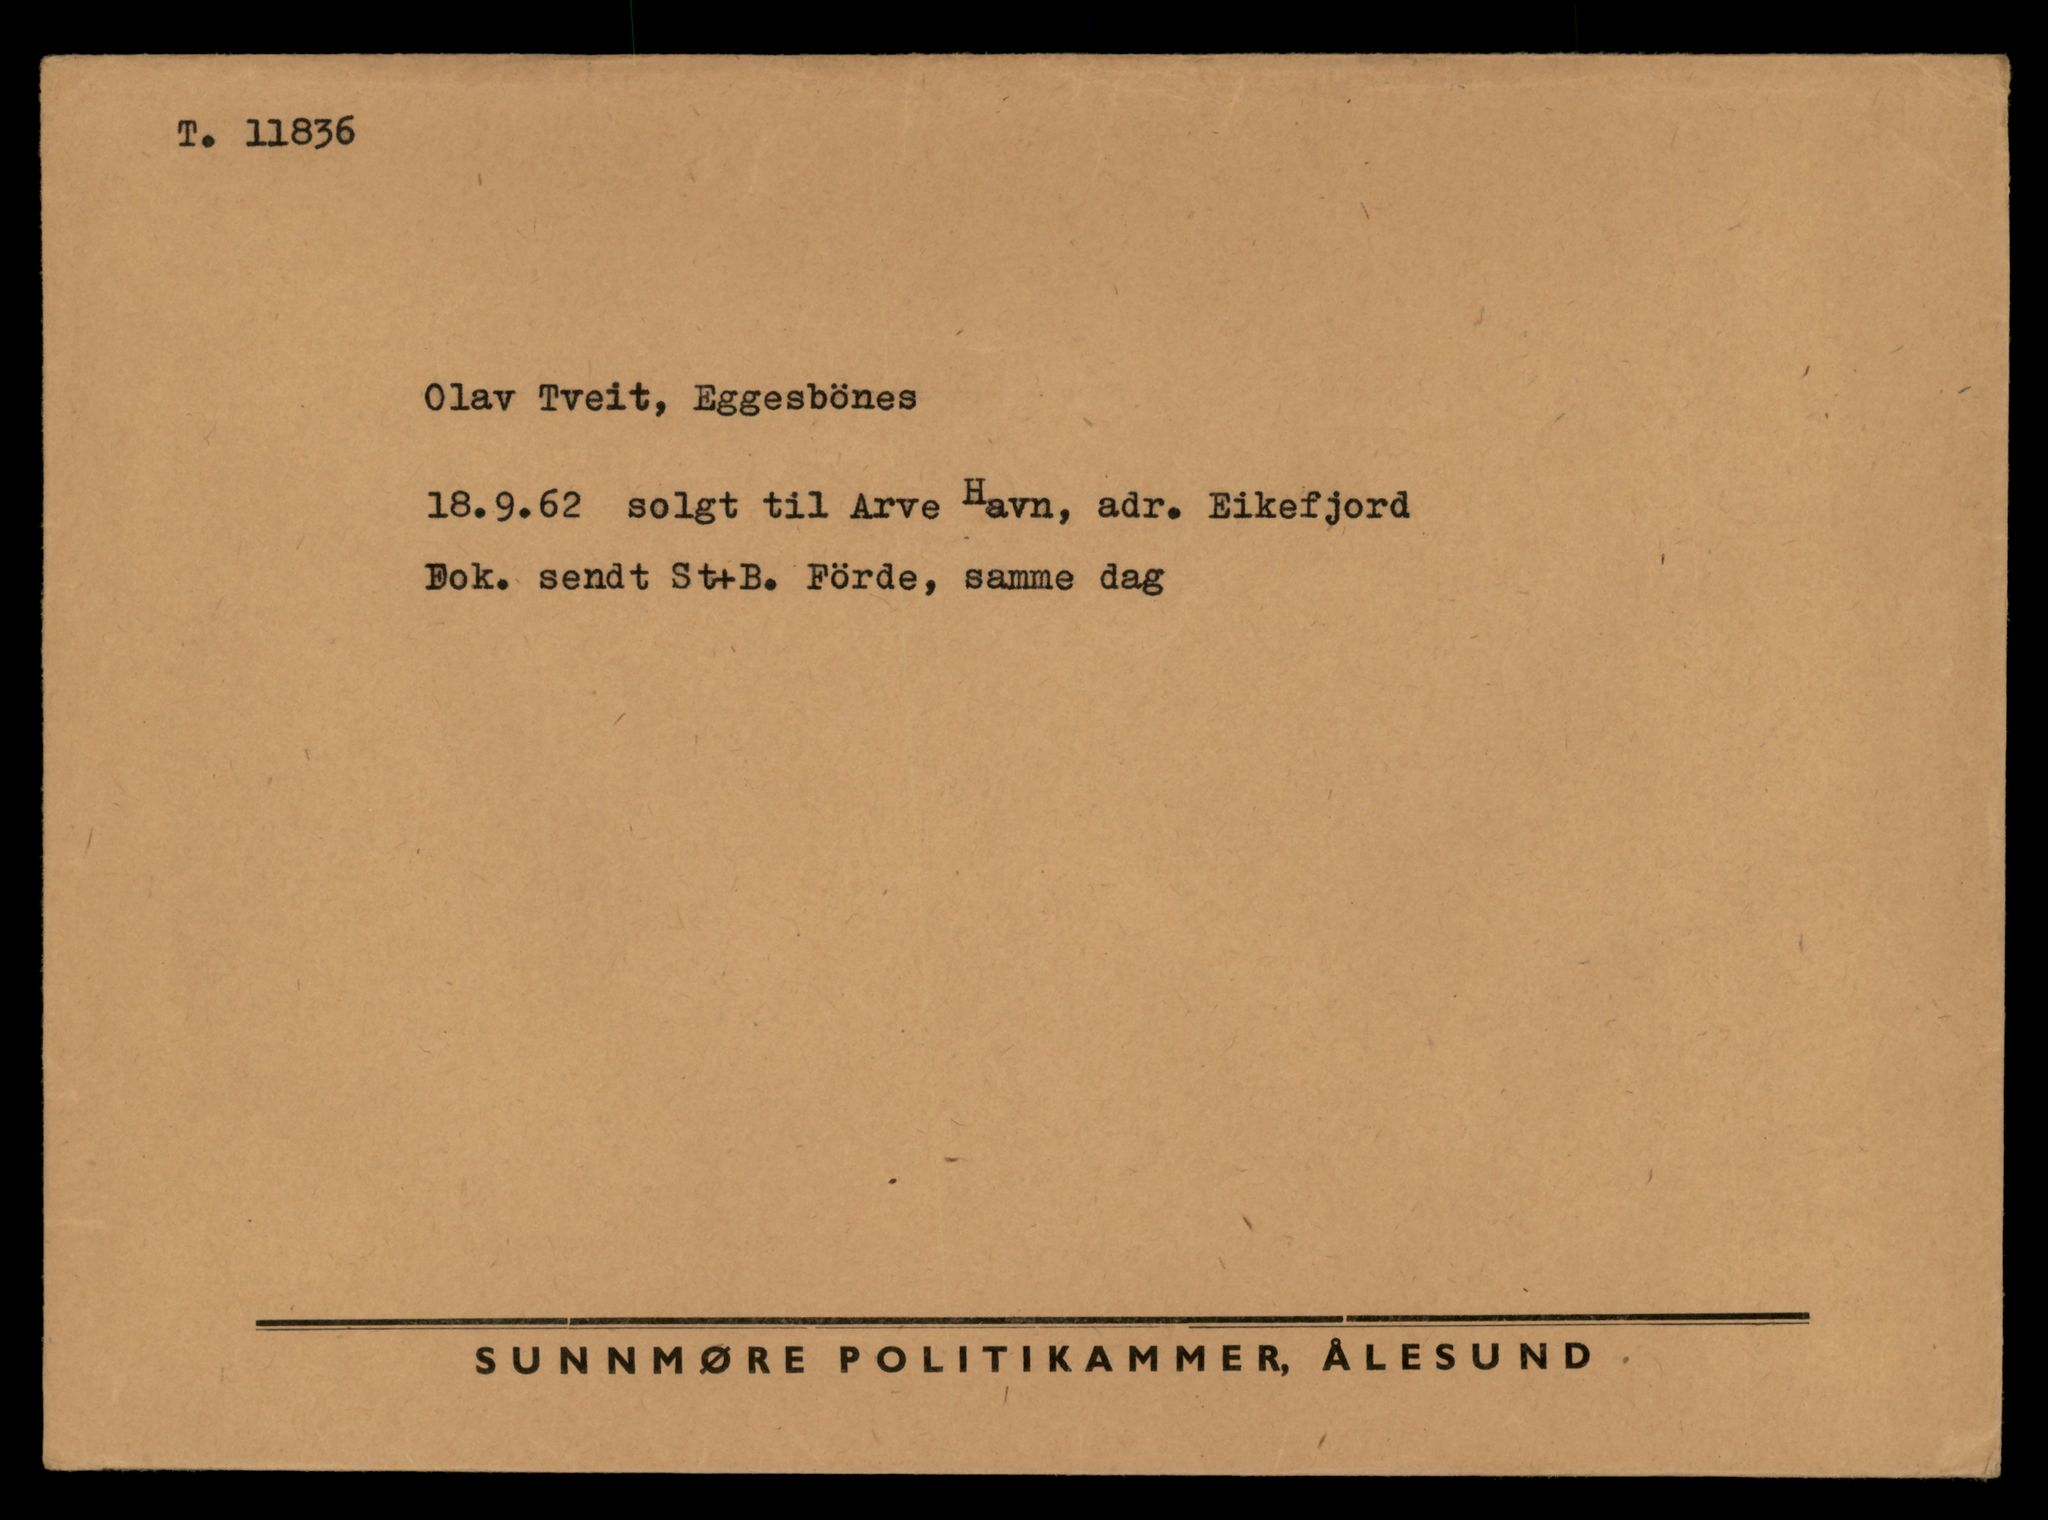 T. 11836
Olav Tveit, Eggesbönes
18.9.62 solgt til Arve Havn, adr. Eikefjord
Dok. sendt St+B. Förde, samme dag
SUNNMØRE POLITIKAMMER, ÅLESUND